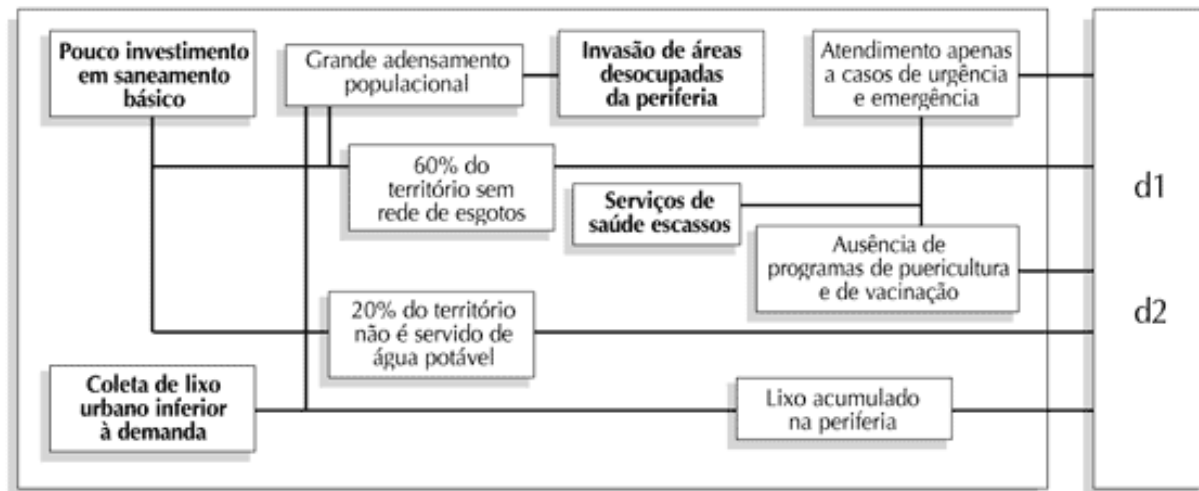 Pouco investimento
em saneamento
básico
Grande adensamento
populacional
Invasão de áreas
desocupadas
da periferia
Atendimento apenas
a casos de urgência
e emergência
60% do
território sem
rede de esgotos
Serviços de
saúde escassos
d1
Ausência de
programas de puericultura
e de vacinação
20% do território
não é servido de
água potável
d2
Coleta de lixo
urbano inferior
à demanda
Lixo acumulado
na periferia